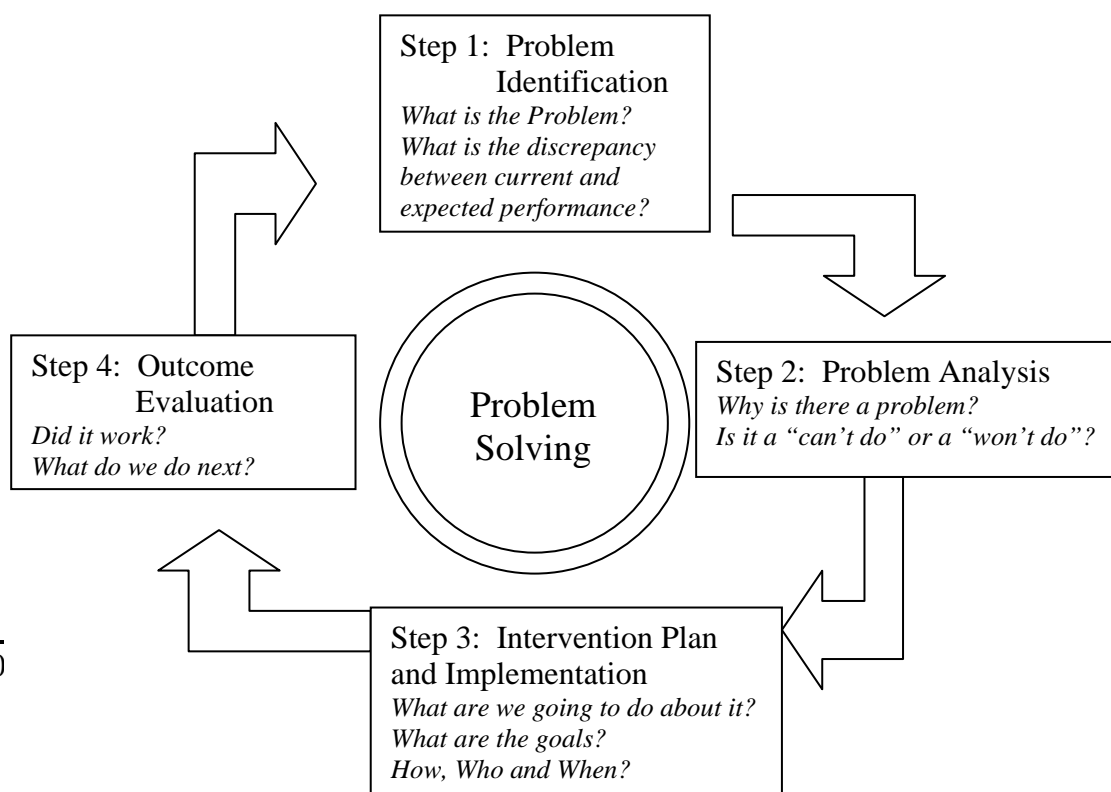 Step 1: Problem
Identification
What is the Problem?
What is the discrepancy
between current and
expected performance?
Step 4: Outcome
Evaluation
Did it work?
What do we do next?
Problem
Solving
Step 2: Problem Analysis
Why is there a problem?
Is it a “can’t do” or a “won’t do”?
Step 3: Intervention Plan
and Implementation
What are we going to do about it?
What are the goals?
How, Who and When?